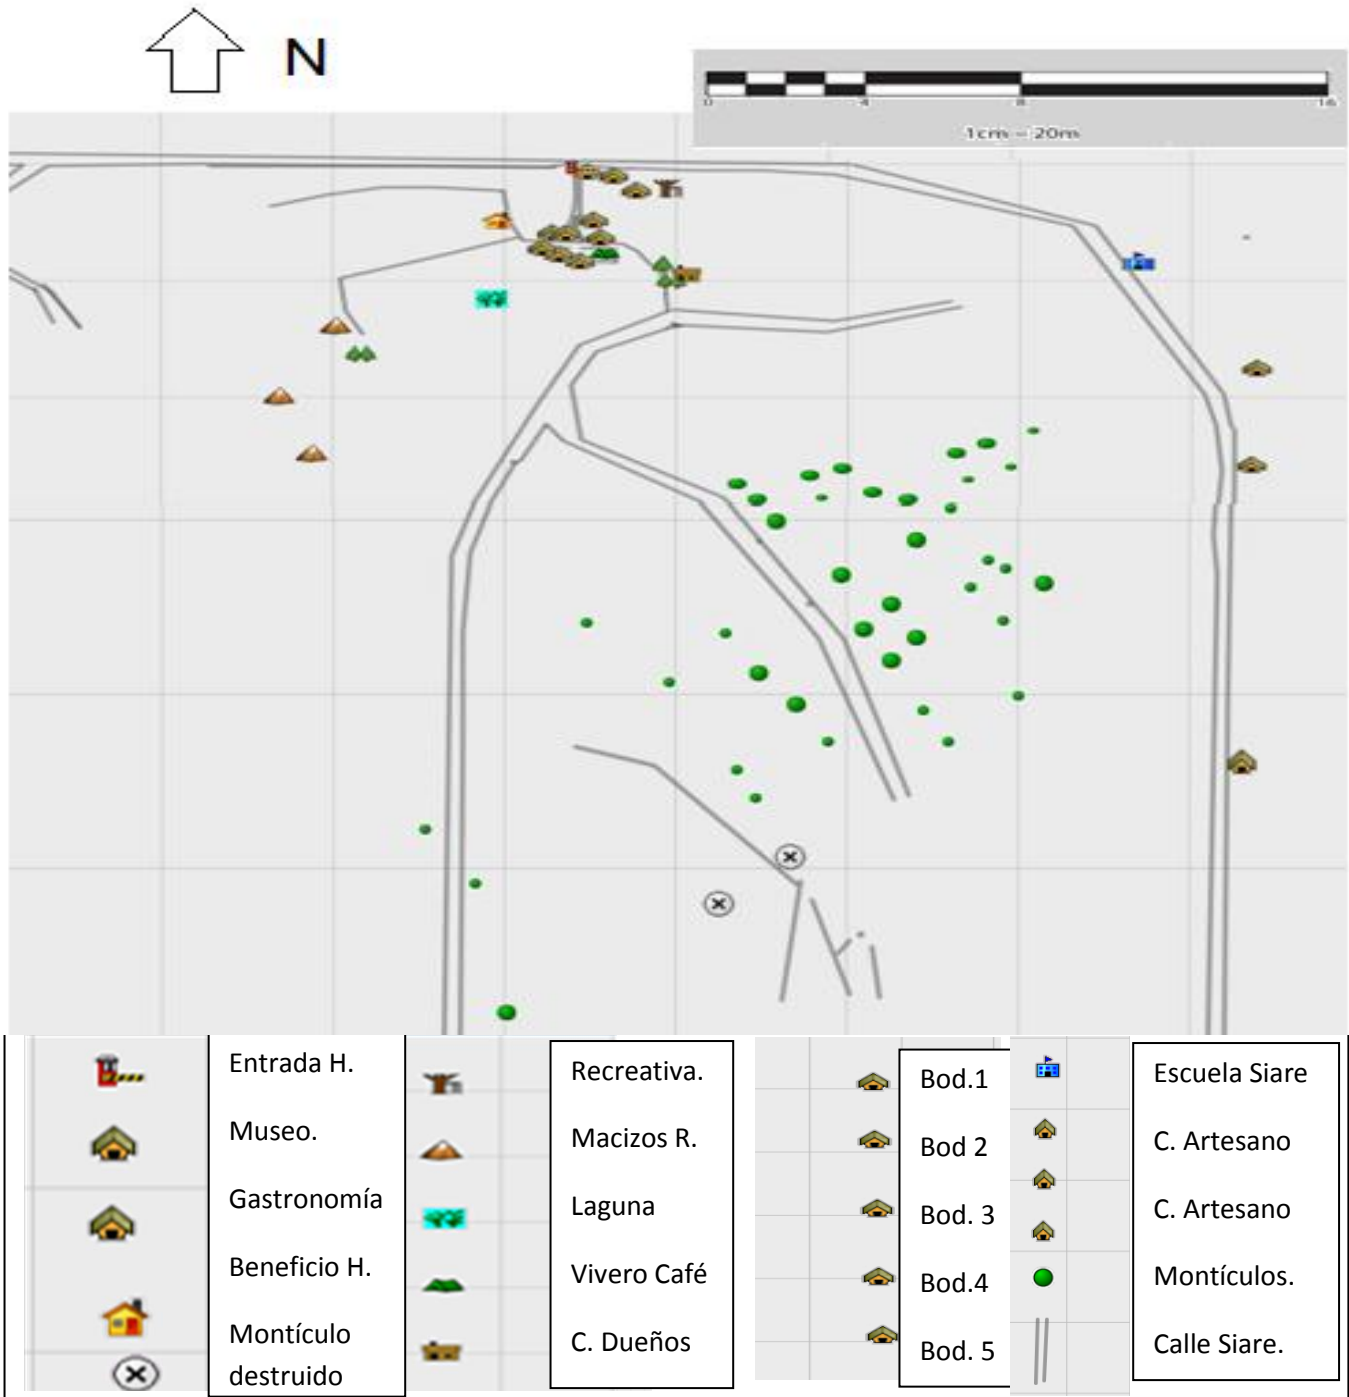 N
0 4 8 16
1cm = 20m
Entrada H.
Museo.
Gastronomía
Beneficio H.
Montículo
destruido
Recreativa.
Macizos R.
Laguna
Vivero Café
C. Dueños
Bod.1
Bod 2
Bod. 3
Bod.4
Bod. 5
Escuela Siare
C. Artesano
C. Artesano
Montículos.
Calle Siare.